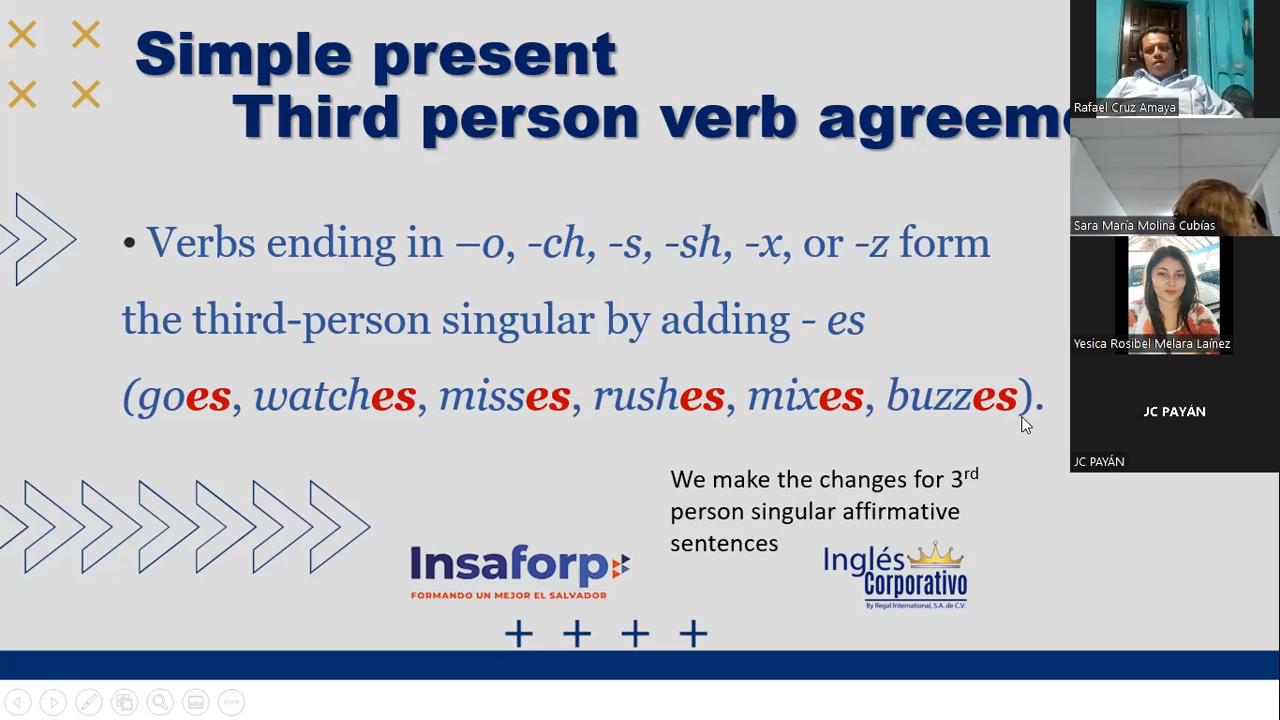 Simple present
Third person verb agreeme
• Verbs ending in –o, -ch, -s, -sh, -x, or -z form
the third-person singular by adding - es
(goes, watches, misses, rushes, mixes, buzzes).
We make the changes for 3rd
person singular affirmative
sentences
Insaforp
FORMANDO UN MEJOR EL SALVADOR
Inglés
Corporativo
By Regal International, S.A. de C.V.
Rafael Cruz Amaya
Sara María Molina Cubías
Yesica Rosibel Melara Laínez
JC PAYÁN
JC PAYÁN